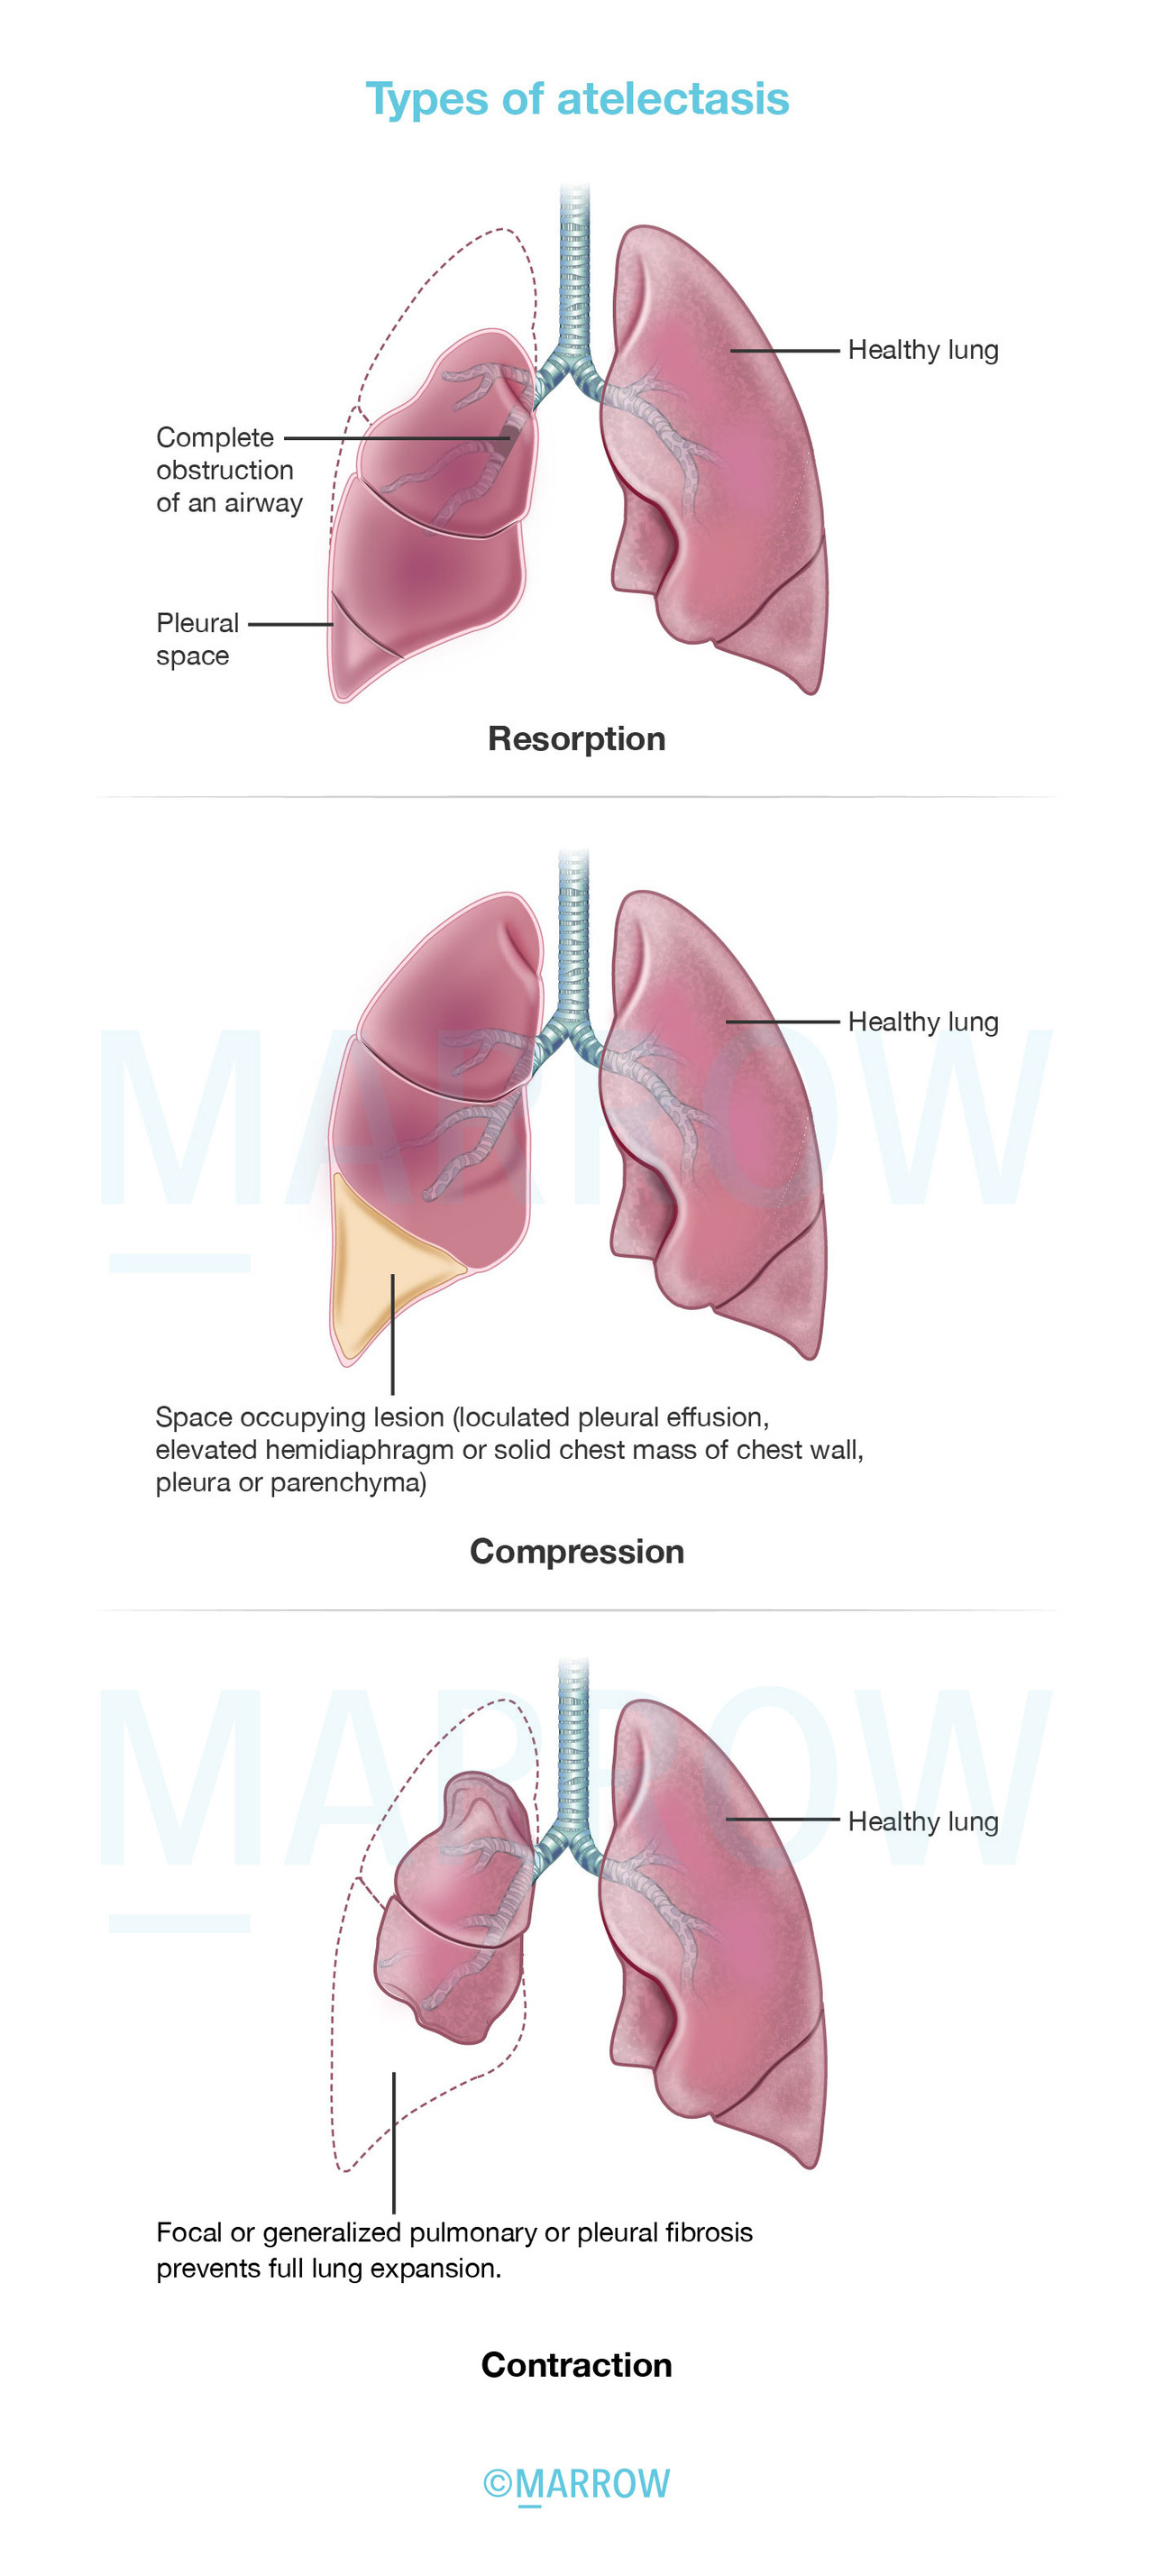 Types of atelectasis
Healthy lung
Complete
obstruction
of an airway
Pleural
space
Resorption
MARROW
Healthy lung
Space occupying lesion (loculated pleural effusion,
elevated hemidiaphragm or solid chest mass of chest wall,
pleura or parenchyma)
Compression
MARROW
Healthy lung
Focal or generalized pulmonary or pleural fibrosis
prevents full lung expansion.
Contraction
©MARROW